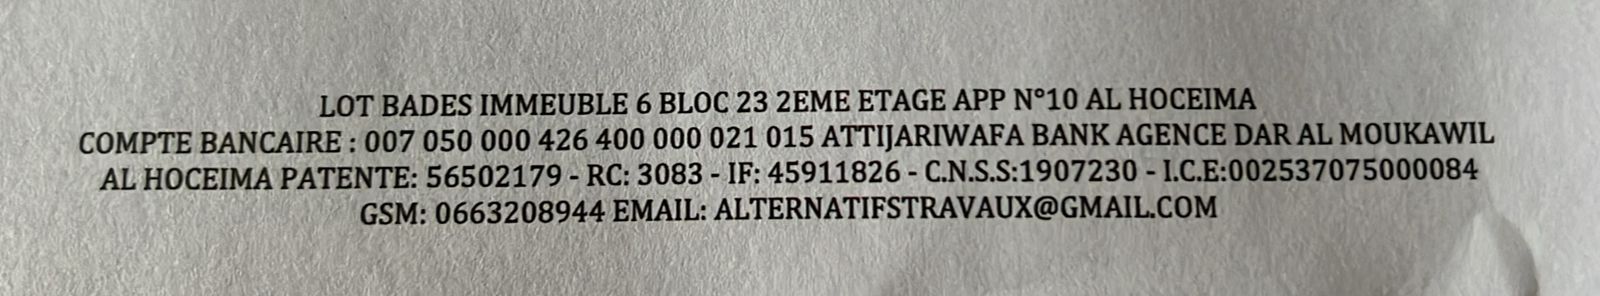 LOT BADES IMMEUBLE 6 BLOC 23 2EME ETAGE APP N°10 AL HOCEIMA
COMPTE BANCAIRE : 007 050 000 426 400 000 021 015 ATTIJARIWAFA BANK AGENCE DAR AL MOUKAWIL
AL HOCEIMA PATENTE: 56502179 - RC: 3083 - IF: 45911826 - C.N.S.S:1907230 - I.C.E:002537075000084
GSM: 0663208944 EMAIL: ALTERNATIFSTRAVAUX@GMAIL.COM